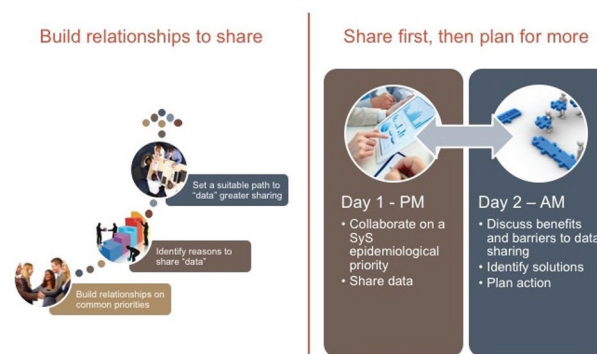 Build relationships to share
Set a suitable path to
“data” greater sharing
Identify reasons to
share “data”
Build relationships on
common priorities
Share first, then plan for more
Day 1 - PM
• Collaborate on a
SyS
epidemiological
priority
• Share data
Day 2 – AM
• Discuss benefits
and barriers to data
sharing
• Identify solutions
• Plan action